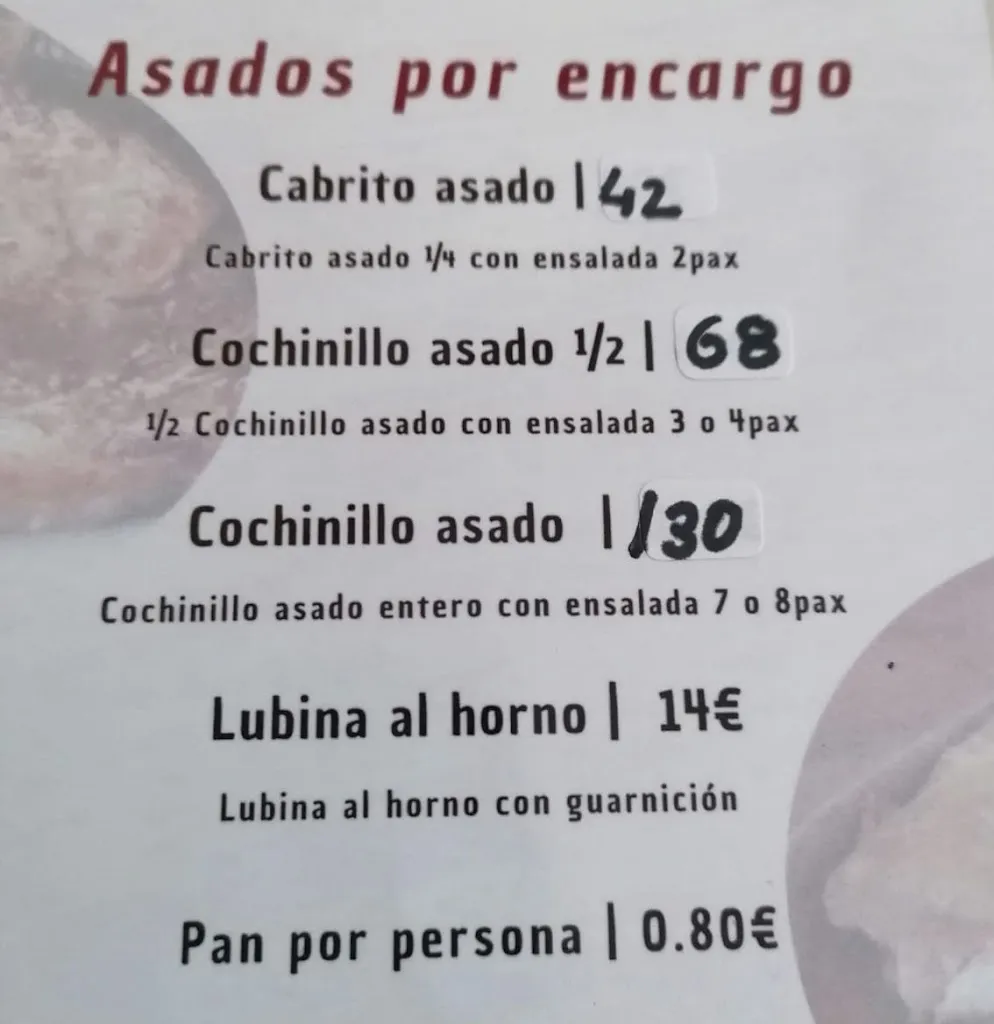 Asados por encargo
Cabrito asado | 42
Cabrito asado 1/4 con ensalada 2pax
Cochinillo asado 1/2 | 68
1/2 Cochinillo asado con ensalada 3 o 4pax
Cochinillo asado | 130
Cochinillo asado entero con ensalada 7 o 8pax
Lubina al horno | 14€
Lubina al horno con guarnición
Pan por persona | 0.80€